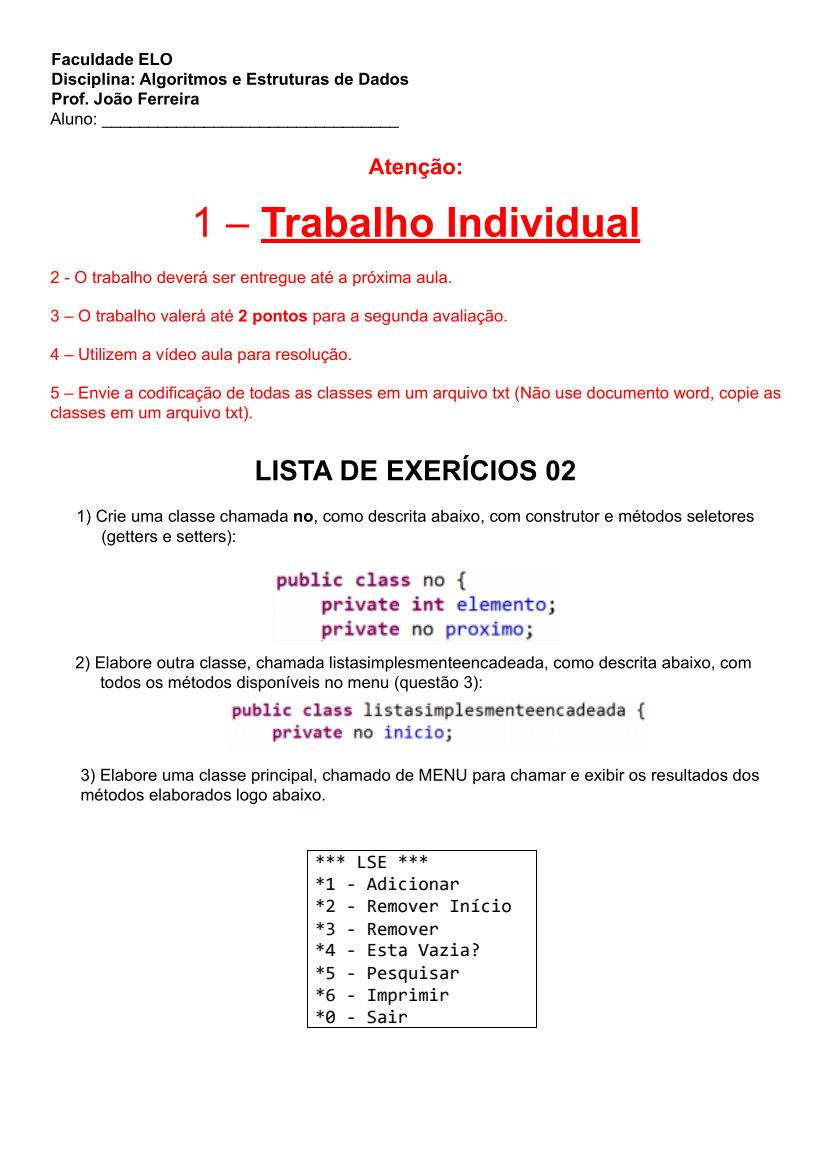 Faculdade ELO
Disciplina: Algoritmos e Estruturas de Dados
Prof. João Ferreira
Aluno: ________________________________
Atenção:
1 – Trabalho Individual
2 - O trabalho deverá ser entregue até a próxima aula.
3 – O trabalho valerá até 2 pontos para a segunda avaliação.
4 – Utilizem a vídeo aula para resolução.
5 – Envie a codificação de todas as classes em um arquivo txt (Não use documento word, copie as
classes em um arquivo txt).
LISTA DE EXERÍCIOS 02
1) Crie uma classe chamada no, como descrita abaixo, com construtor e métodos seletores
(getters e setters):
public class no {
private int elemento;
private no proximo;
2) Elabore outra classe, chamada listasimplesmenteencadeada, como descrita abaixo, com
todos os métodos disponíveis no menu (questão 3):
public class listasimplesmenteencadeada {
private no inicio;
3) Elabore uma classe principal, chamado de MENU para chamar e exibir os resultados dos
métodos elaborados logo abaixo.
*** LSE ***
*1 - Adicionar
*2 - Remover Início
*3 - Remover
*4 - Esta Vazia?
*5 - Pesquisar
*6 - Imprimir
*0 - Sair